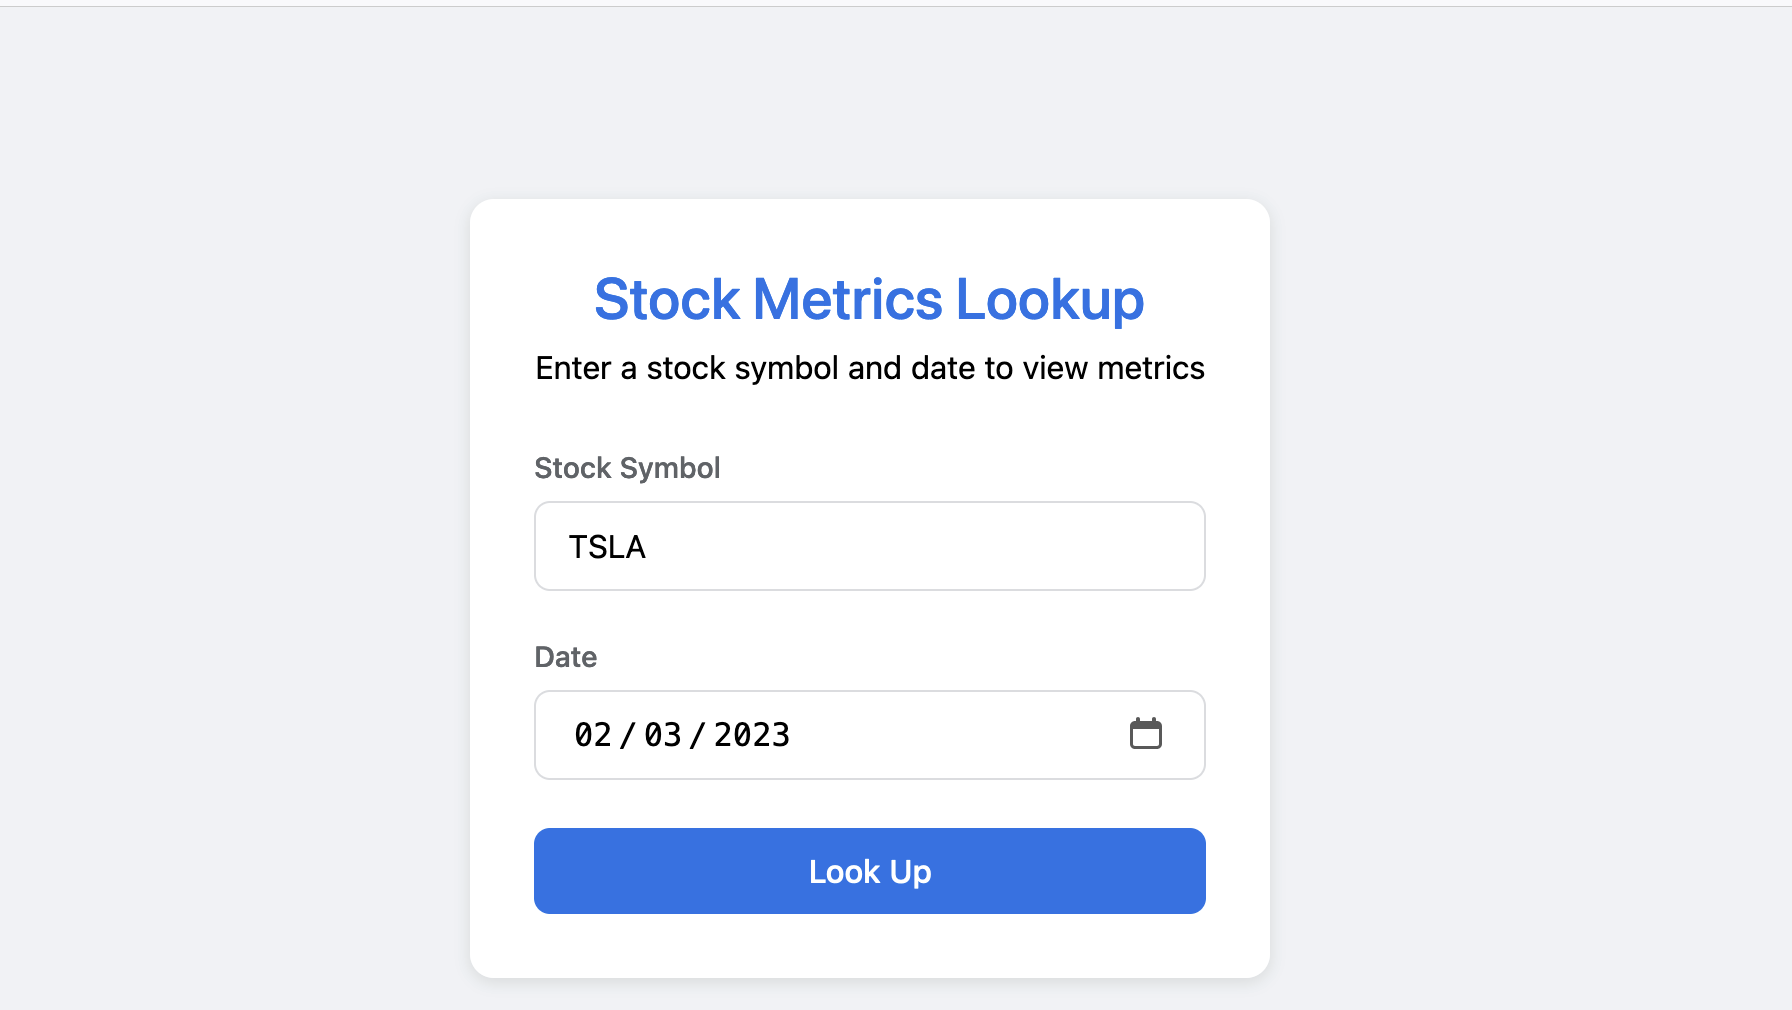 Stock Metrics Lookup
Enter a stock symbol and date to view metrics
Stock Symbol
TSLA
Date
02/03/2023
Look Up